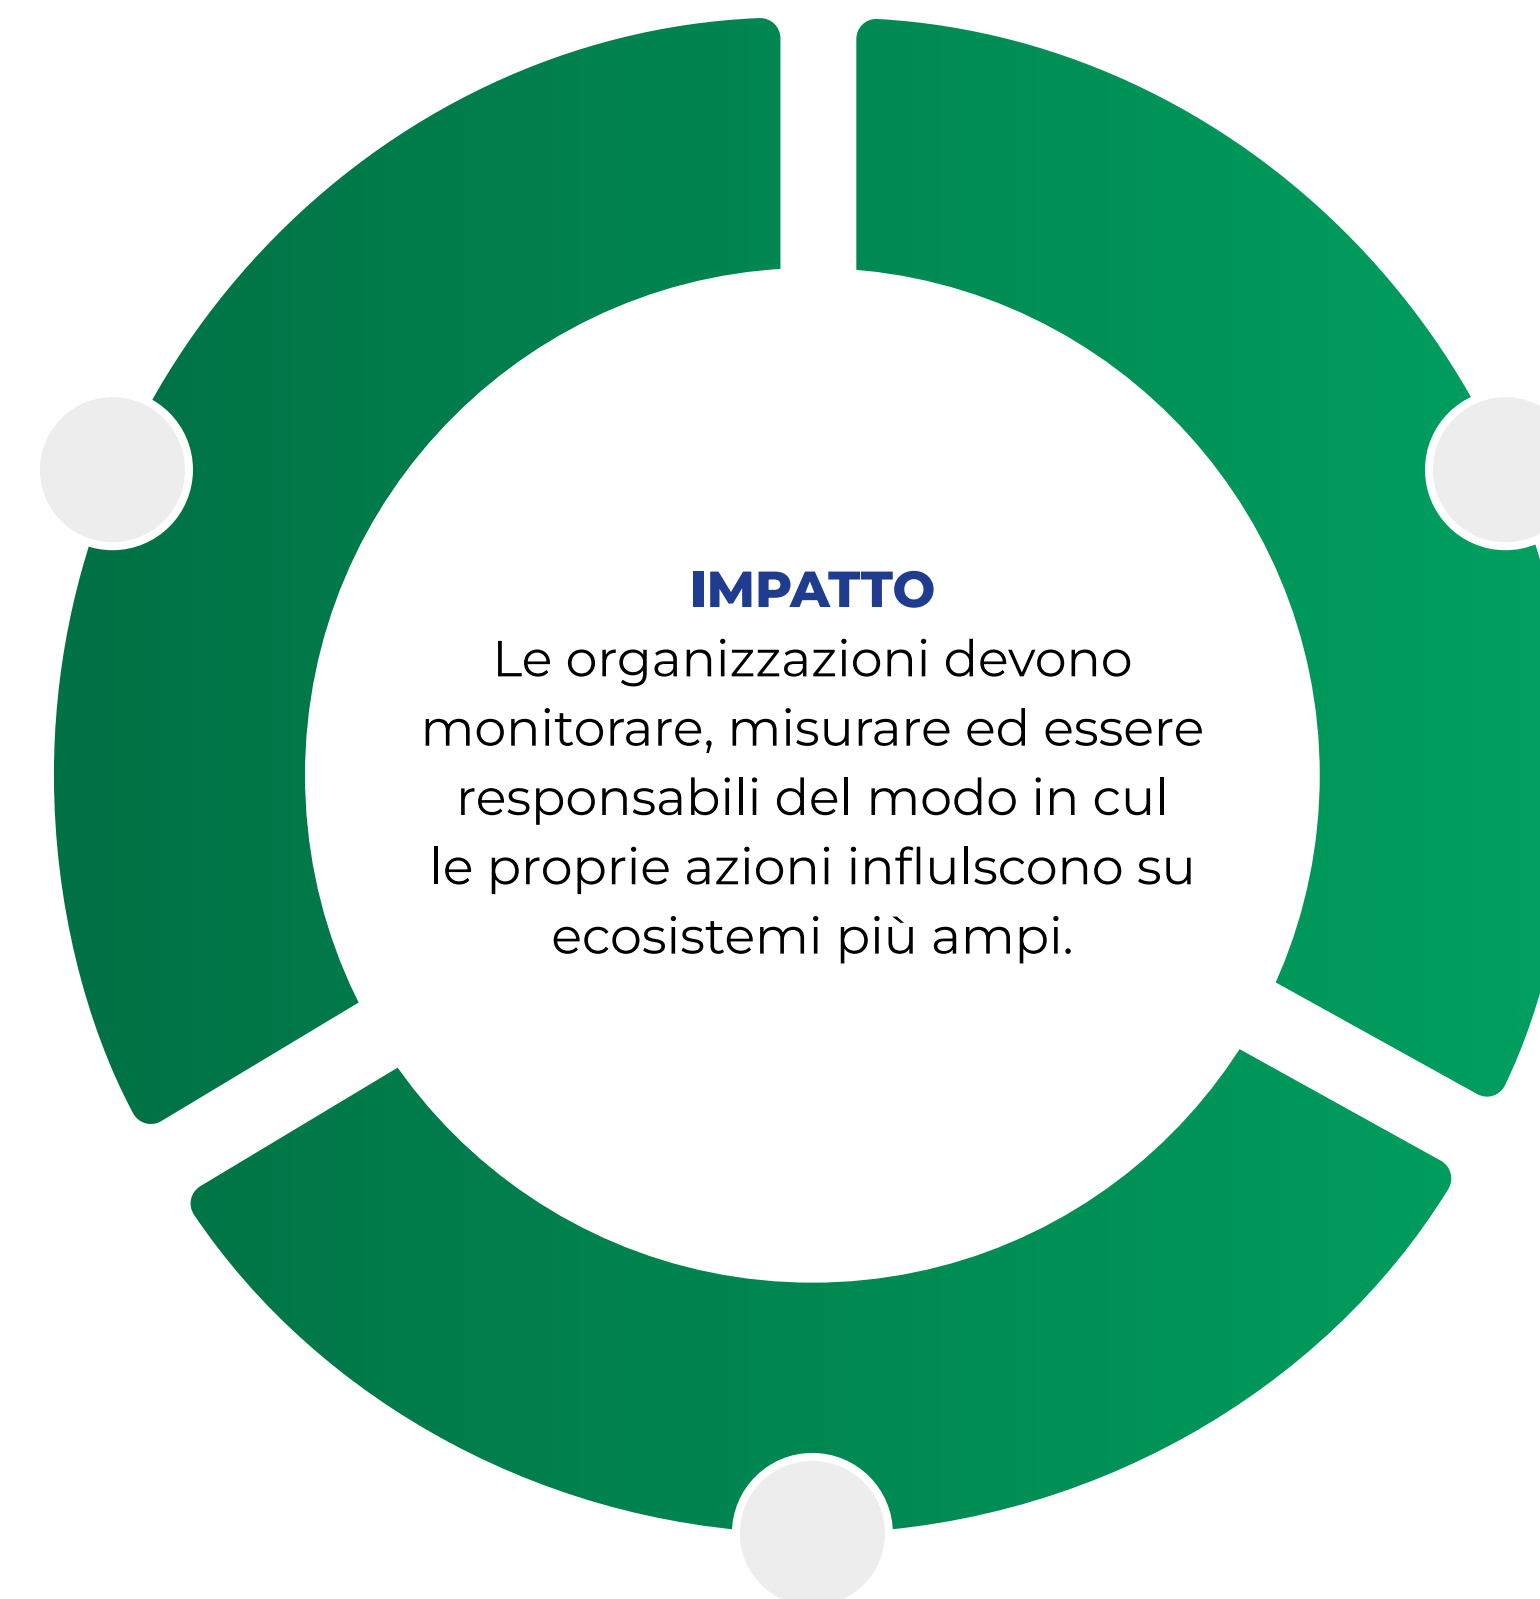 IMPATTO
Le organizzazioni devono
monitorare, misurare ed essere
responsabili del modo in cul
le proprie azioni influlscono su
ecosistemi più ampi.